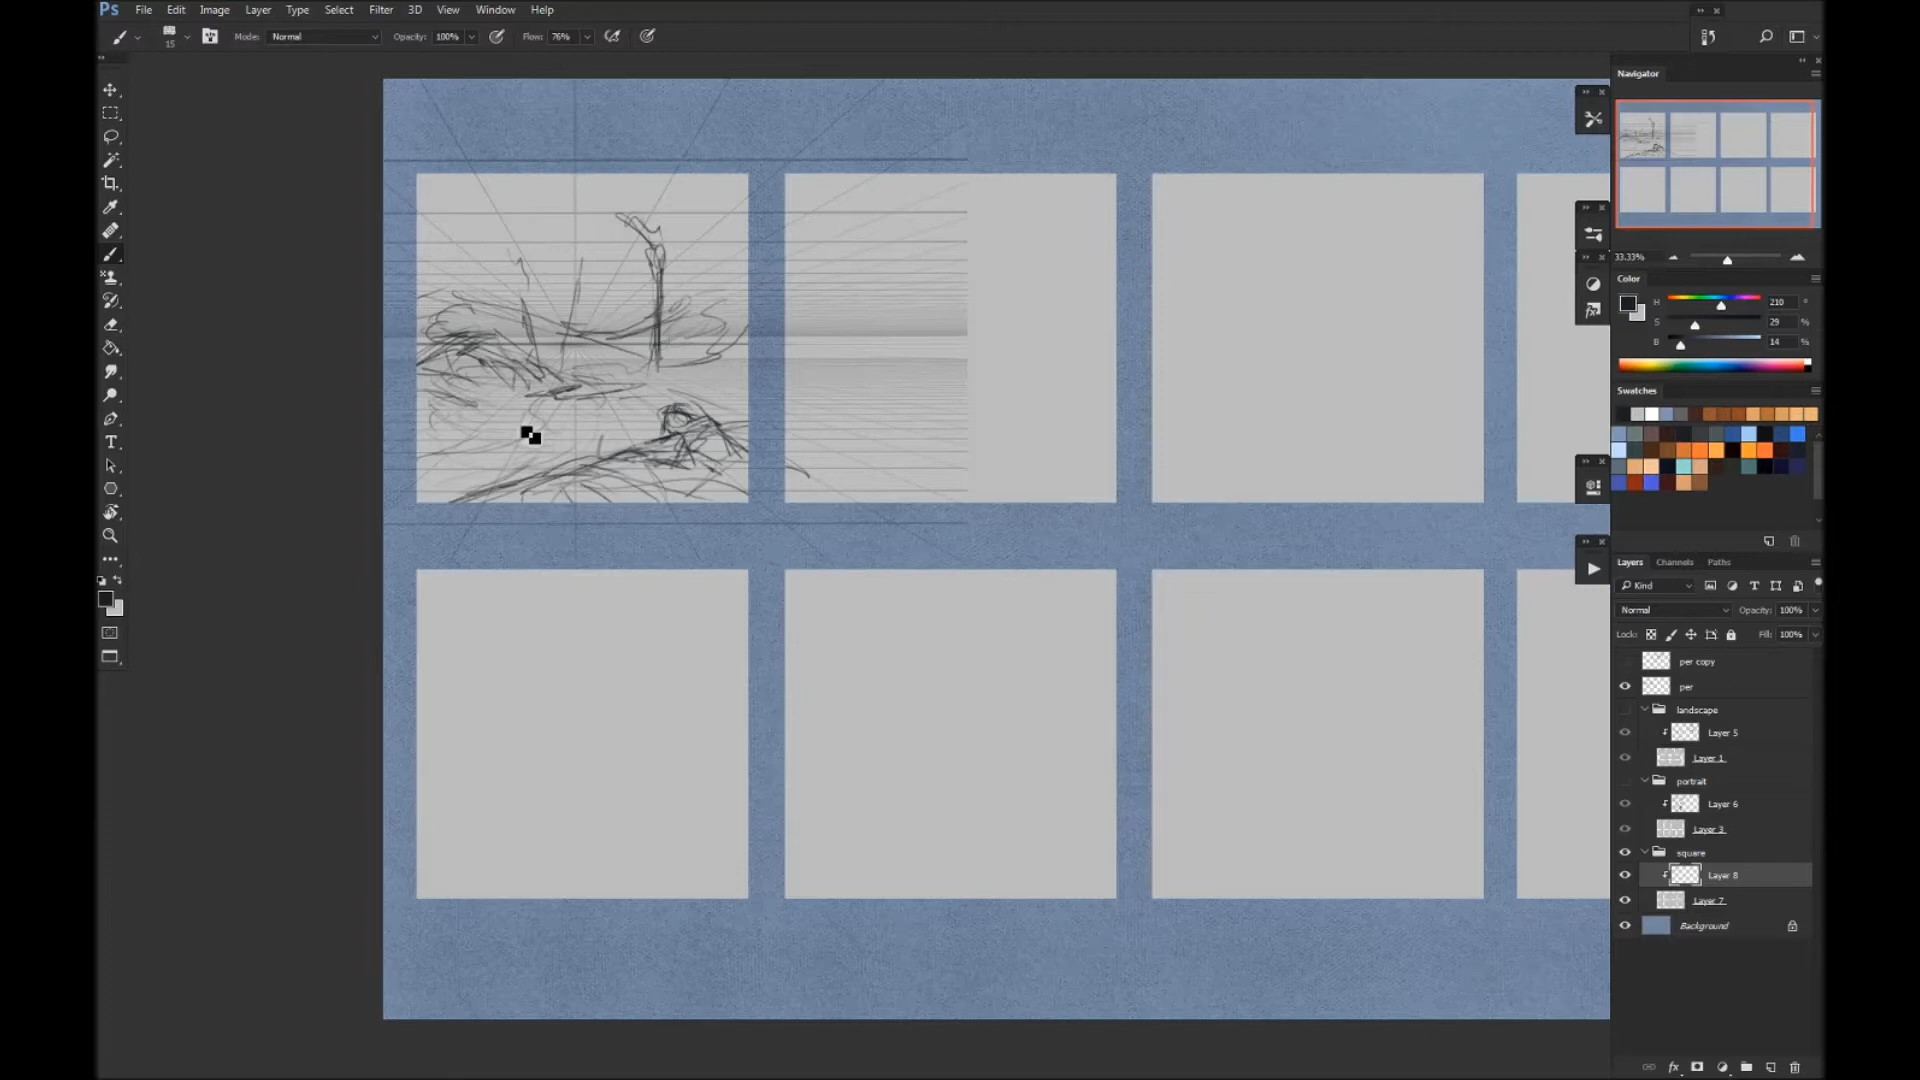 Ps File Edit Image Layer Type Select Filter 3D View Window Help
15 Mode: Normal Opacity: 100% Flow: 76%
Navigator
33.33%
Color
H 210 °
S 29 %
B 14 %
Swatches
Layers Channels Paths
Kind
Normal Opacity: 100%
Lock: Fill: 100%
per copy
per
landscape
Layer 5
Layer 1
portrait
Layer 6
Layer 3
square
Layer 8
Layer 7
Background
fx